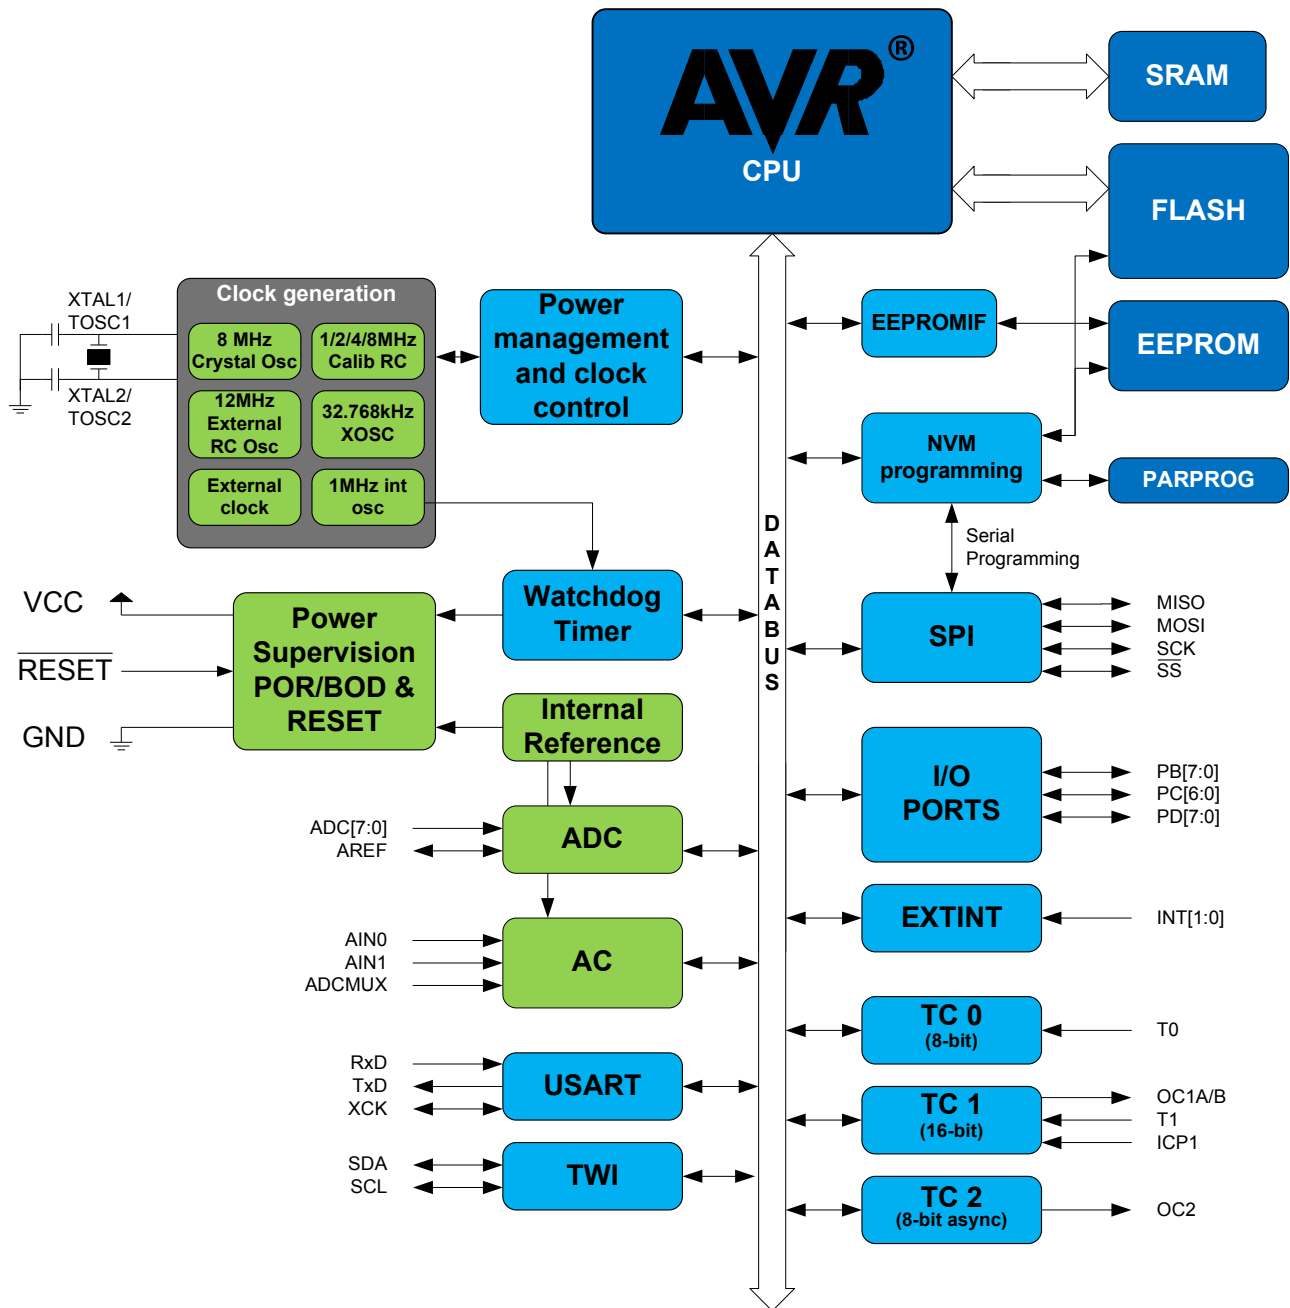 AVR®
CPU
SRAM
FLASH
EEPROM
PARPROG
Clock generation
8 MHz
Crystal Osc
1/2/4/8MHz
Calib RC
12MHz
External
RC Osc
32.768kHz
XOSC
External
clock
1MHz int
osc
XTAL1/
TOSC1
XTAL2/
TOSC2
Power
management
and clock
control
EEPROMIF
NVM
programming
Serial
Programming
DATABUS
VCC
RESET
GND
Power
Supervision
POR/BOD &
RESET
Watchdog
Timer
Internal
Reference
SPI
MISO
MOSI
SCK
SS
I/O
PORTS
PB[7:0]
PC[6:0]
PD[7:0]
ADC[7:0]
AREF
ADC
EXTINT
INT[1:0]
AIN0
AIN1
ADCMUX
AC
TC 0
(8-bit)
T0
RxD
TxD
XCK
USART
TC 1
(16-bit)
OC1A/B
T1
ICP1
SDA
SCL
TWI
TC 2
(8-bit async)
OC2